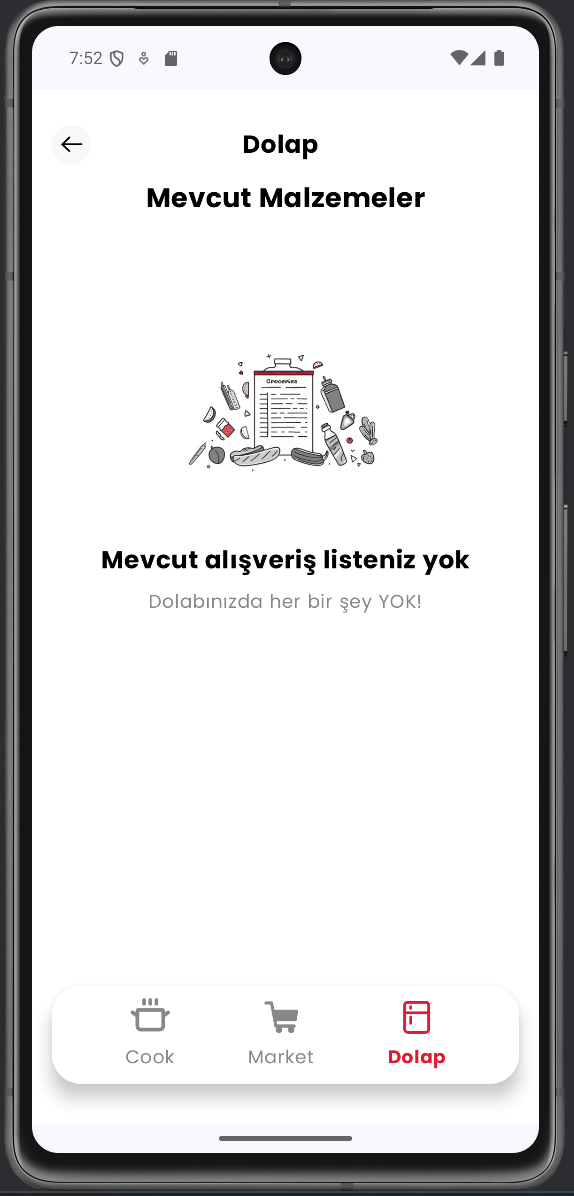 7:52
Dolap
Mevcut Malzemeler
Groceries
Mevcut alışveriş listeniz yok
Dolabınızda her bir şey YOK!
Cook
Market
Dolap